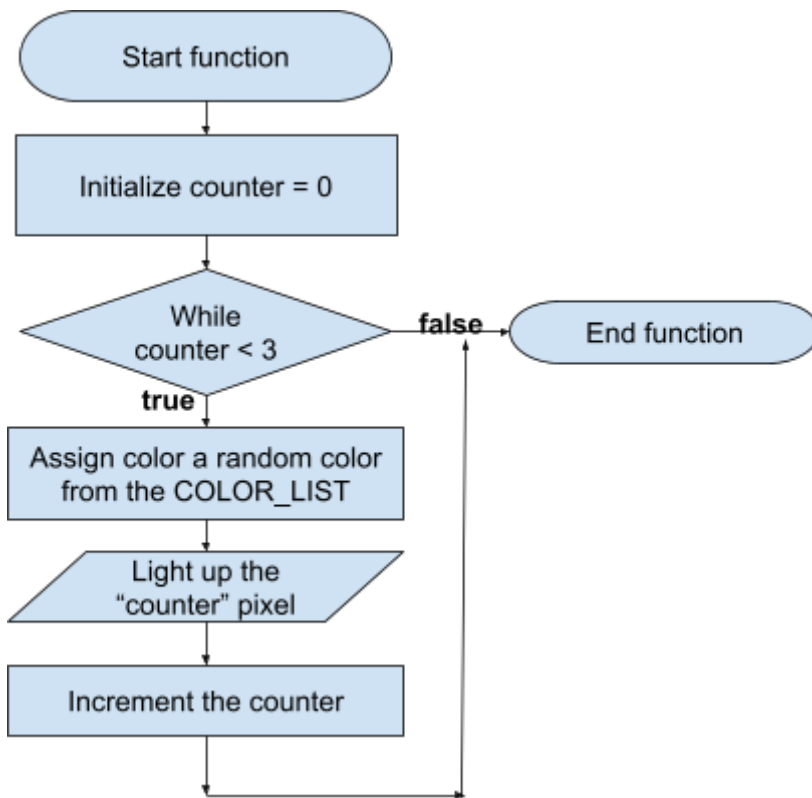 Start function
Initialize counter = 0
While
counter < 3
false
End function
true
Assign color a random color
from the COLOR_LIST
Light up the
“counter” pixel
Increment the counter